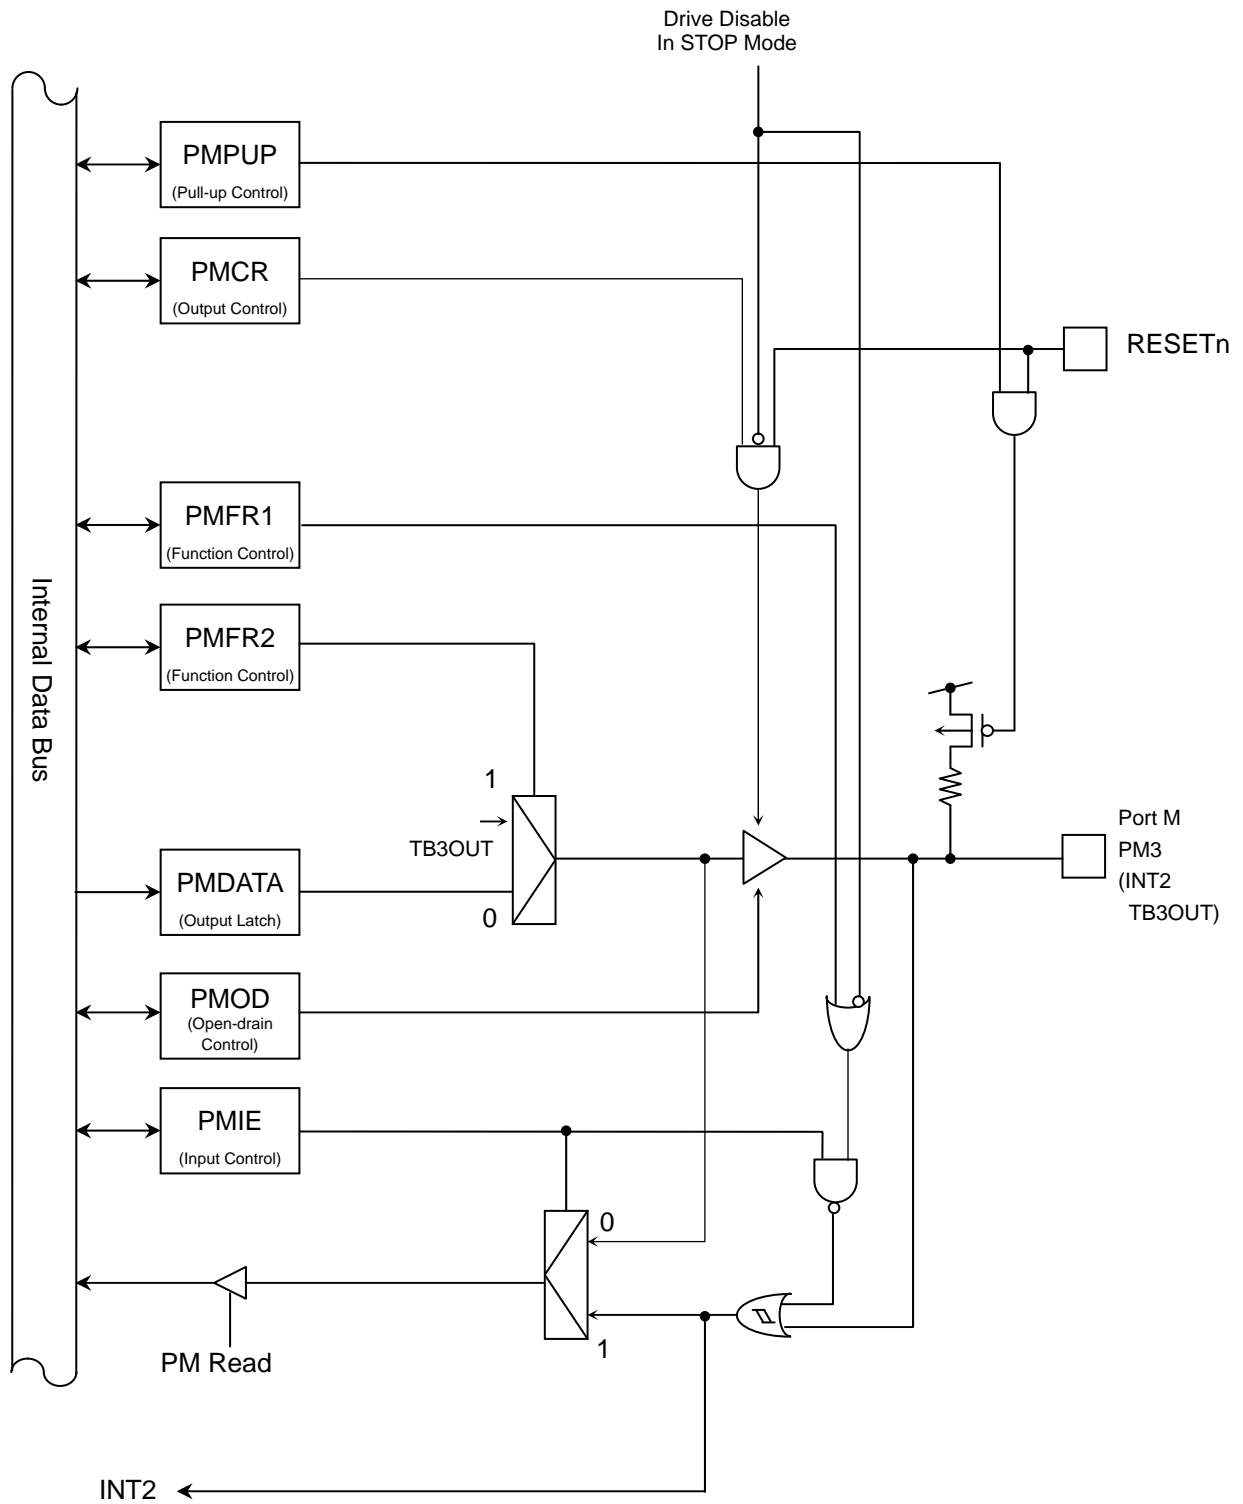 Drive Disable
In STOP Mode
PMPUP
(Pull-up Control)
PMCR
(Output Control)
RESETn
PMFR1
(Function Control)
Internal Data Bus
PMFR2
(Function Control)
1
TB3OUT
Port M
PM3
(INT2
TB3OUT)
PMDATA
(Output Latch)
0
PMOD
(Open-drain
Control)
PMIE
(Input Control)
0
1
PM Read
INT2